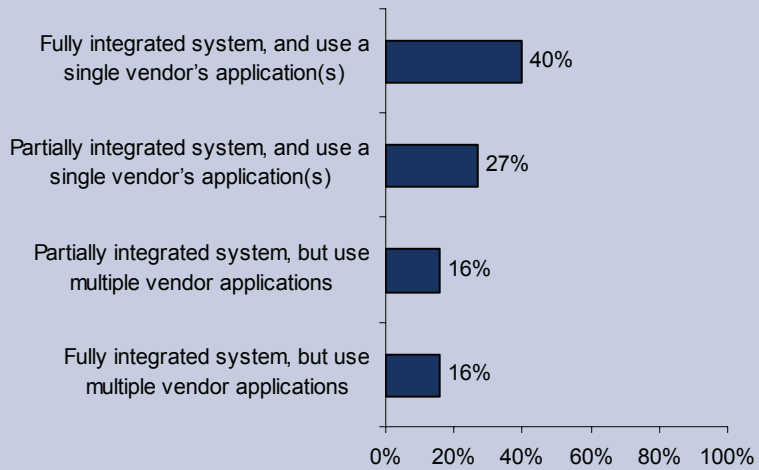 Fully integrated system, and use a
single vendor’s application(s)
40%
Partially integrated system, and use a
single vendor’s application(s)
27%
Partially integrated system, but use
multiple vendor applications
16%
Fully integrated system, but use
multiple vendor applications
16%
0% 20% 40% 60% 80% 100%